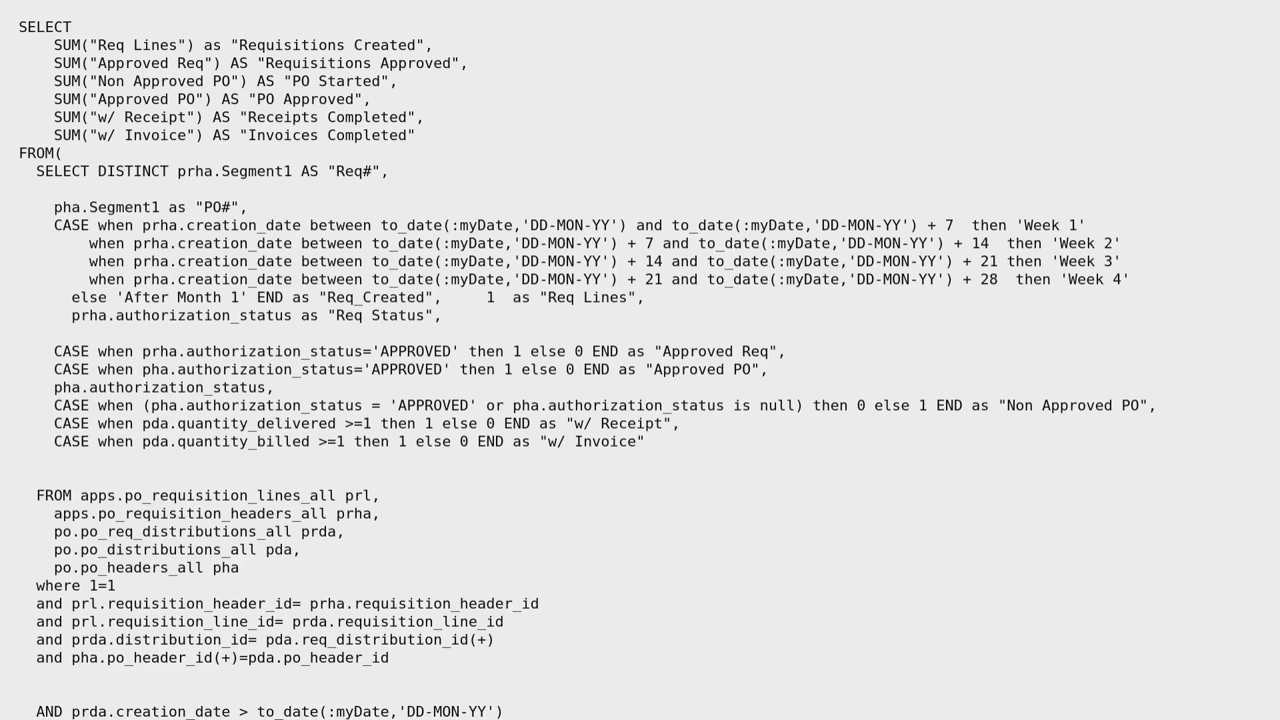 SELECT
SUM("Req Lines") as "Requisitions Created",
SUM("Approved Req") AS "Requisitions Approved",
SUM("Non Approved PO") AS "PO Started",
SUM("Approved PO") AS "PO Approved",
SUM("w/ Receipt") AS "Receipts Completed",
SUM("w/ Invoice") AS "Invoices Completed"
FROM(
SELECT DISTINCT prha.Segment1 AS "Req#",
pha.Segment1 as "PO#",
CASE when prha.creation_date between to_date(:myDate,'DD-MON-YY') and to_date(:myDate,'DD-MON-YY') + 7  then 'Week 1'
when prha.creation_date between to_date(:myDate,'DD-MON-YY') + 7 and to_date(:myDate,'DD-MON-YY') + 14  then 'Week 2'
when prha.creation_date between to_date(:myDate,'DD-MON-YY') + 14 and to_date(:myDate,'DD-MON-YY') + 21 then 'Week 3'
when prha.creation_date between to_date(:myDate,'DD-MON-YY') + 21 and to_date(:myDate,'DD-MON-YY') + 28  then 'Week 4'
else 'After Month 1' END as "Req_Created",     1  as "Req Lines",
prha.authorization_status as "Req Status",
CASE when prha.authorization_status='APPROVED' then 1 else 0 END as "Approved Req",
CASE when pha.authorization_status='APPROVED' then 1 else 0 END as "Approved PO",
pha.authorization_status,
CASE when (pha.authorization_status = 'APPROVED' or pha.authorization_status is null) then 0 else 1 END as "Non Approved PO",
CASE when pda.quantity_delivered >=1 then 1 else 0 END as "w/ Receipt",
CASE when pda.quantity_billed >=1 then 1 else 0 END as "w/ Invoice"
FROM apps.po_requisition_lines_all prl,
apps.po_requisition_headers_all prha,
po.po_req_distributions_all prda,
po.po_distributions_all pda,
po.po_headers_all pha
where 1=1
and prl.requisition_header_id= prha.requisition_header_id
and prl.requisition_line_id= prda.requisition_line_id
and prda.distribution_id= pda.req_distribution_id(+)
and pha.po_header_id(+)=pda.po_header_id
AND prda.creation_date > to_date(:myDate,'DD-MON-YY')